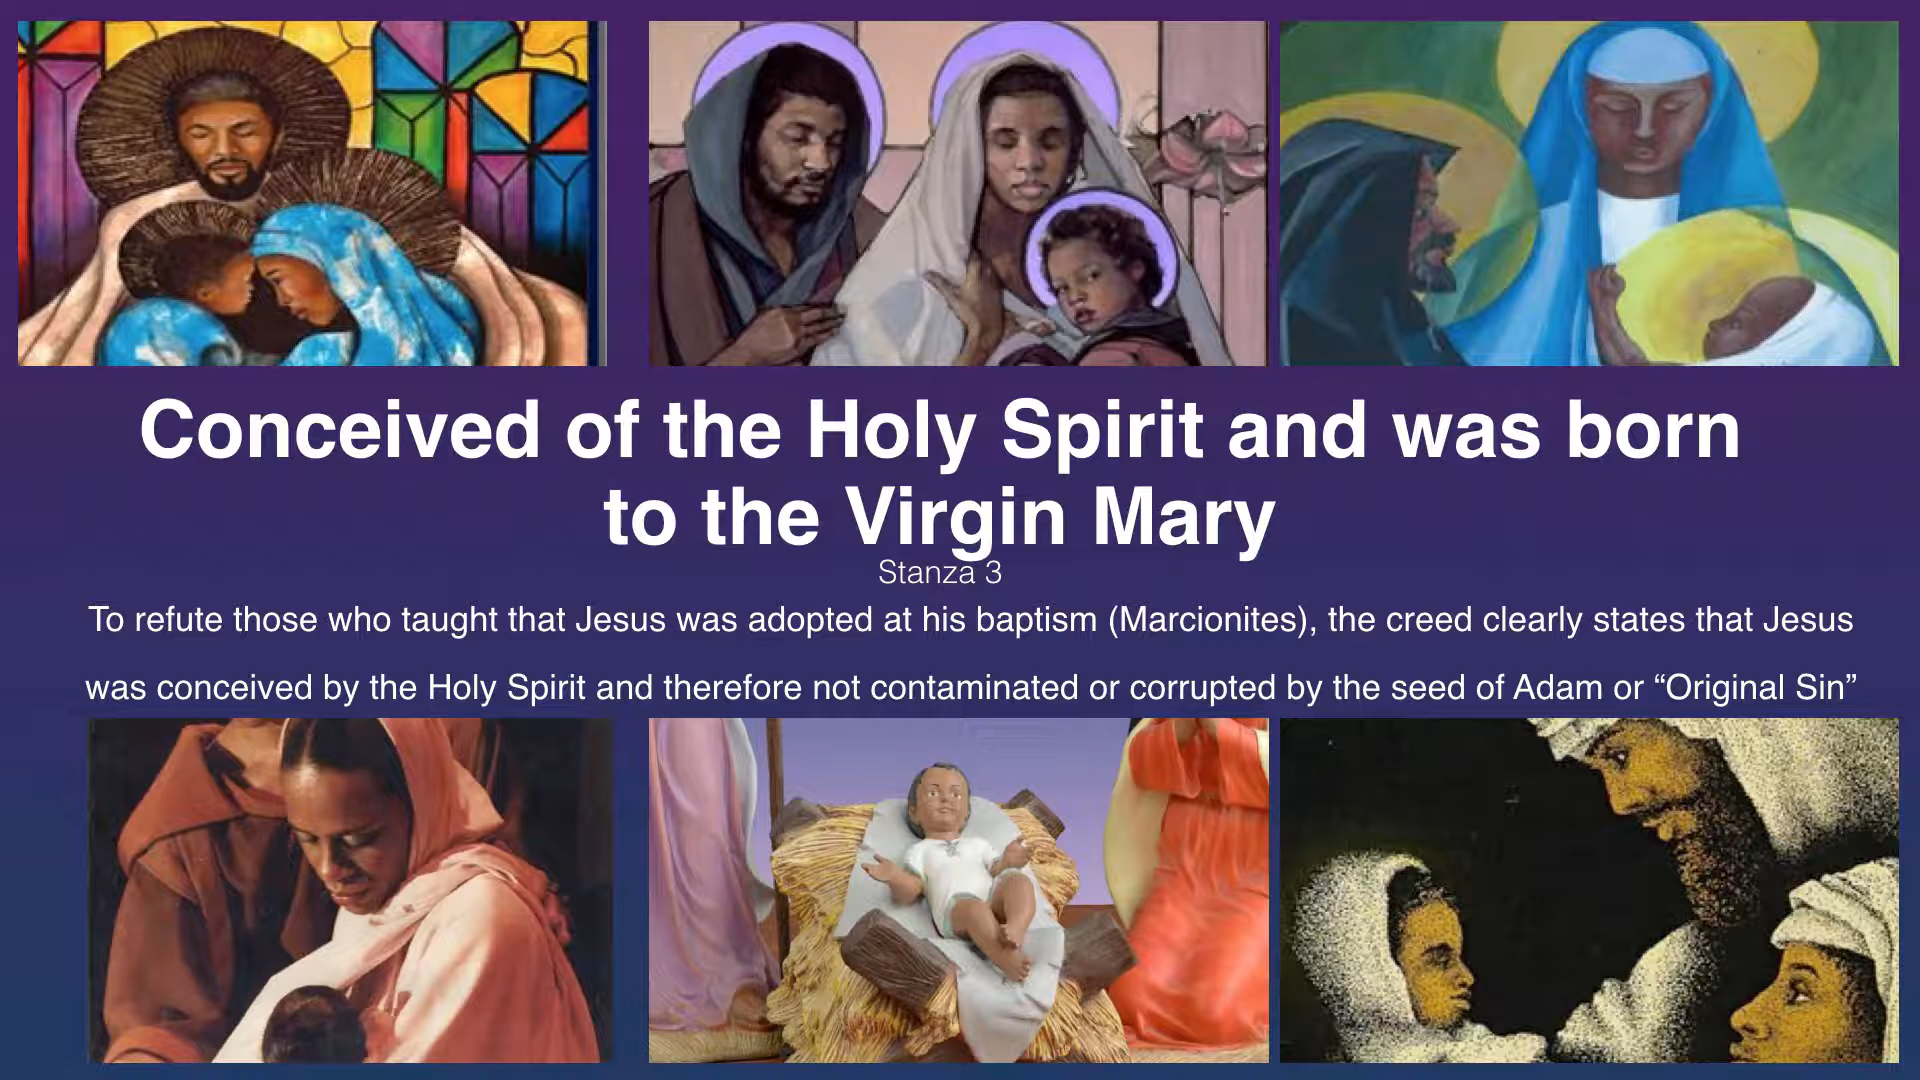 Conceived of the Holy Spirit and was born
to the Virgin Mary
Stanza 3
To refute those who taught that Jesus was adopted at his baptism (Marcionites), the creed clearly states that Jesus
was conceived by the Holy Spirit and therefore not contaminated or corrupted by the seed of Adam or “Original Sin”